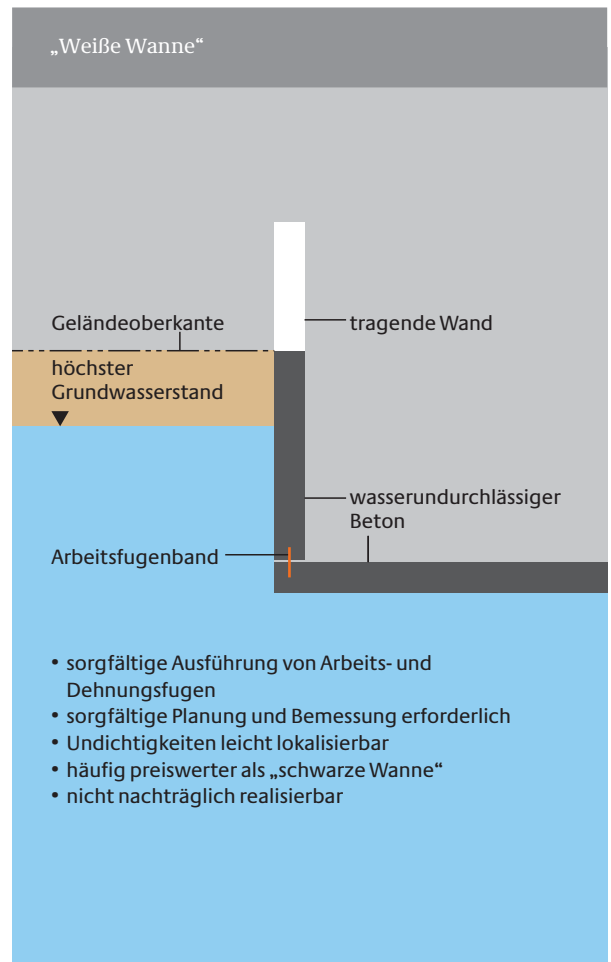 „Weiße Wanne“
Geländeoberkante
tragende Wand
höchster
Grundwasserstand
wasserundurchlässiger
Beton
Arbeitsfugenband
• sorgfältige Ausführung von Arbeits- und
Dehnungsfugen
• sorgfältige Planung und Bemessung erforderlich
• Undichtigkeiten leicht lokalisierbar
• häufig preiswerter als „schwarze Wanne“
• nicht nachträglich realisierbar